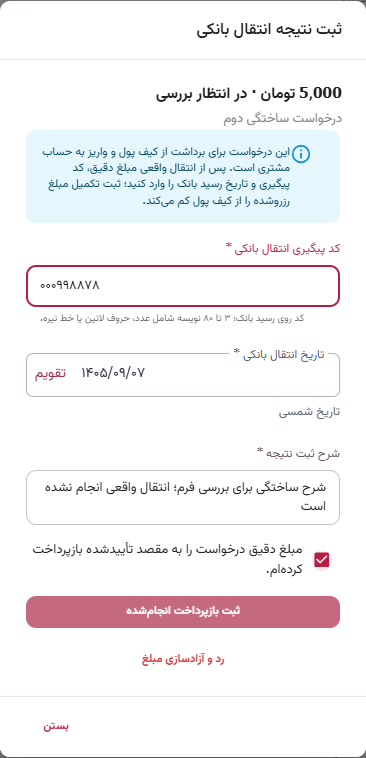 ثبت نتیجه انتقال بانکی
5,000 تومان · در انتظار بررسی
درخواست ساختگی دوم
این درخواست برای برداشت از کیف پول و واریز به حساب
مشتری است. پس از انتقال واقعی مبلغ دقیق، کد
پیگیری و تاریخ رسید بانک را وارد کنید؛ ثبت تکمیل مبلغ
رزروشده را از کیف پول کم می‌کند.
کد پیگیری انتقال بانکی *
۰۰۰۹۹۸۸۷۸
کد روی رسید بانک؛ ۳ تا ۸۰ نویسه شامل عدد، حروف لاتین یا خط تیره.
تاریخ انتقال بانکی *
۱۴۰۵/۰۹/۰۷ تقویم
تاریخ شمسی
شرح ثبت نتیجه *
شرح ساختگی برای بررسی فرم؛ انتقال واقعی انجام نشده
است
مبلغ دقیق درخواست را به مقصد تأییدشده بازپرداخت
کرده‌ام.
ثبت بازپرداخت انجام‌شده
رد و آزادسازی مبلغ
بستن